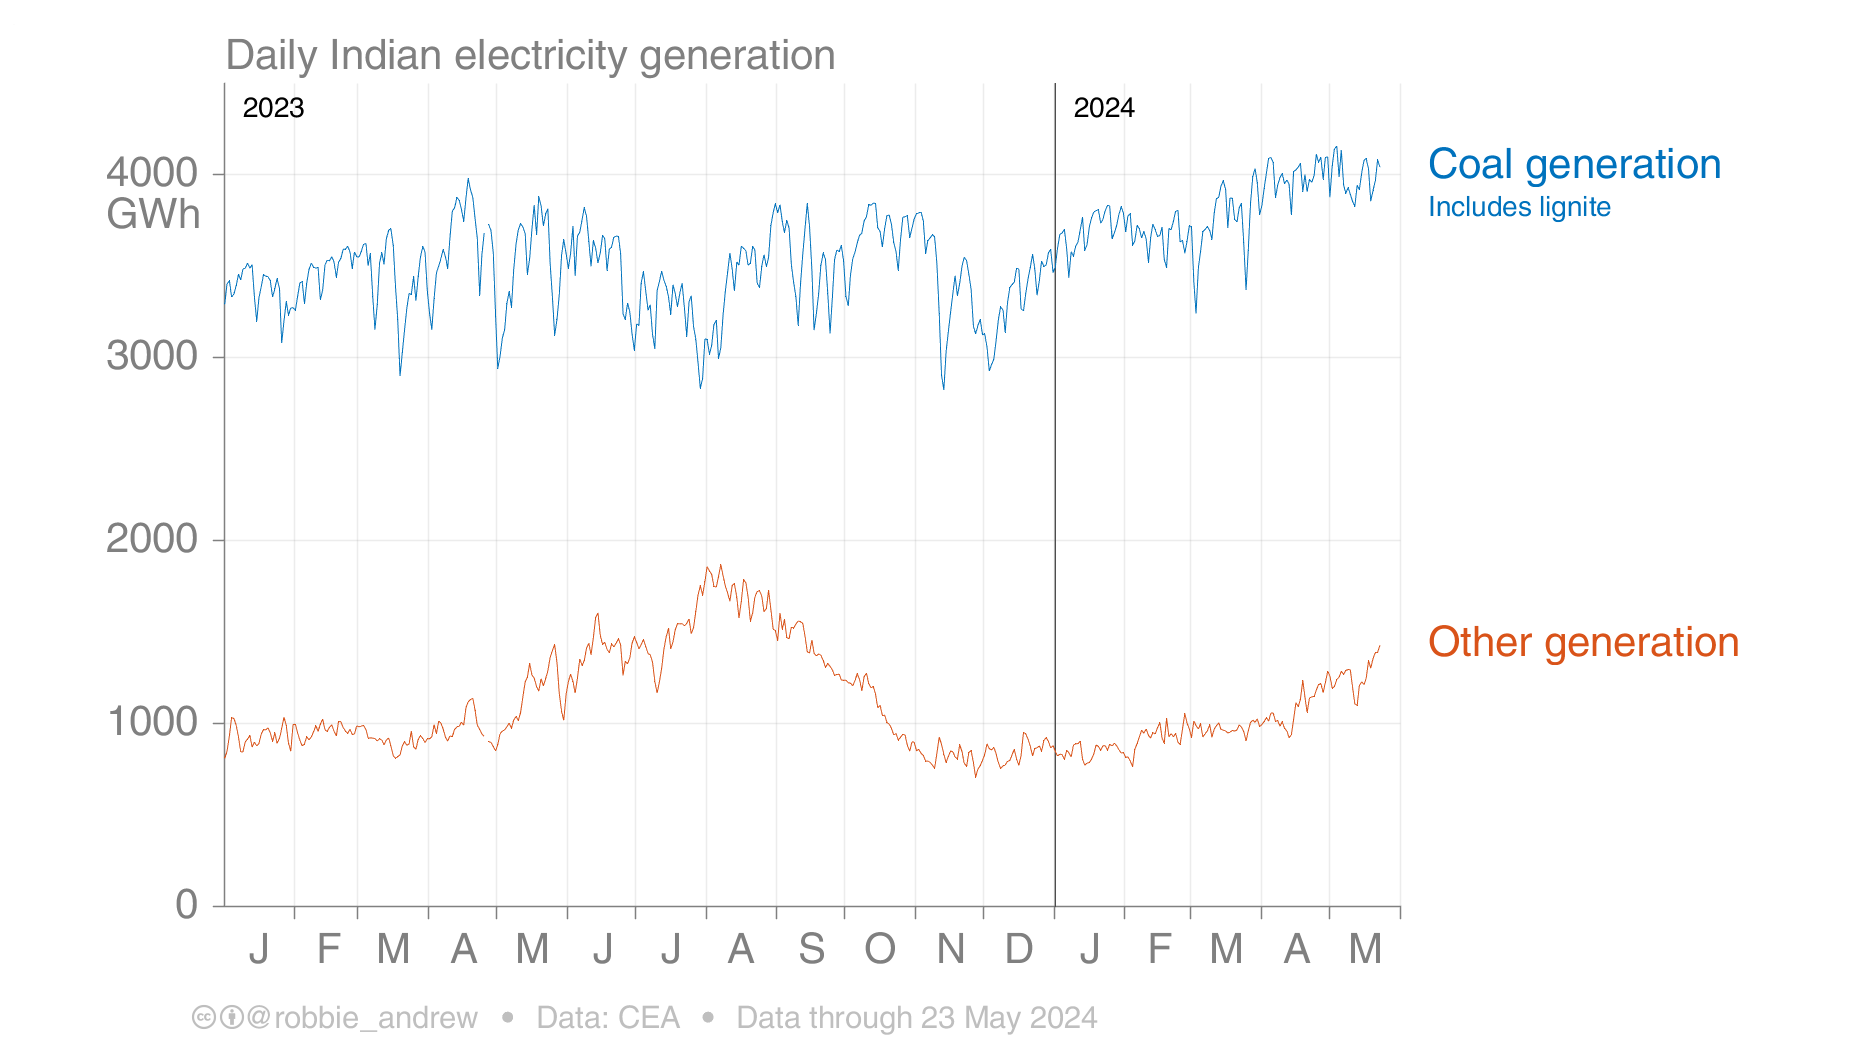 Daily Indian electricity generation
2023
2024
4000
GWh
3000
2000
1000
0
Coal generation
Includes lignite
Other generation
J F M A M J J A S O N D J F M A M
@robbie_andrew • Data: CEA • Data through 23 May 2024